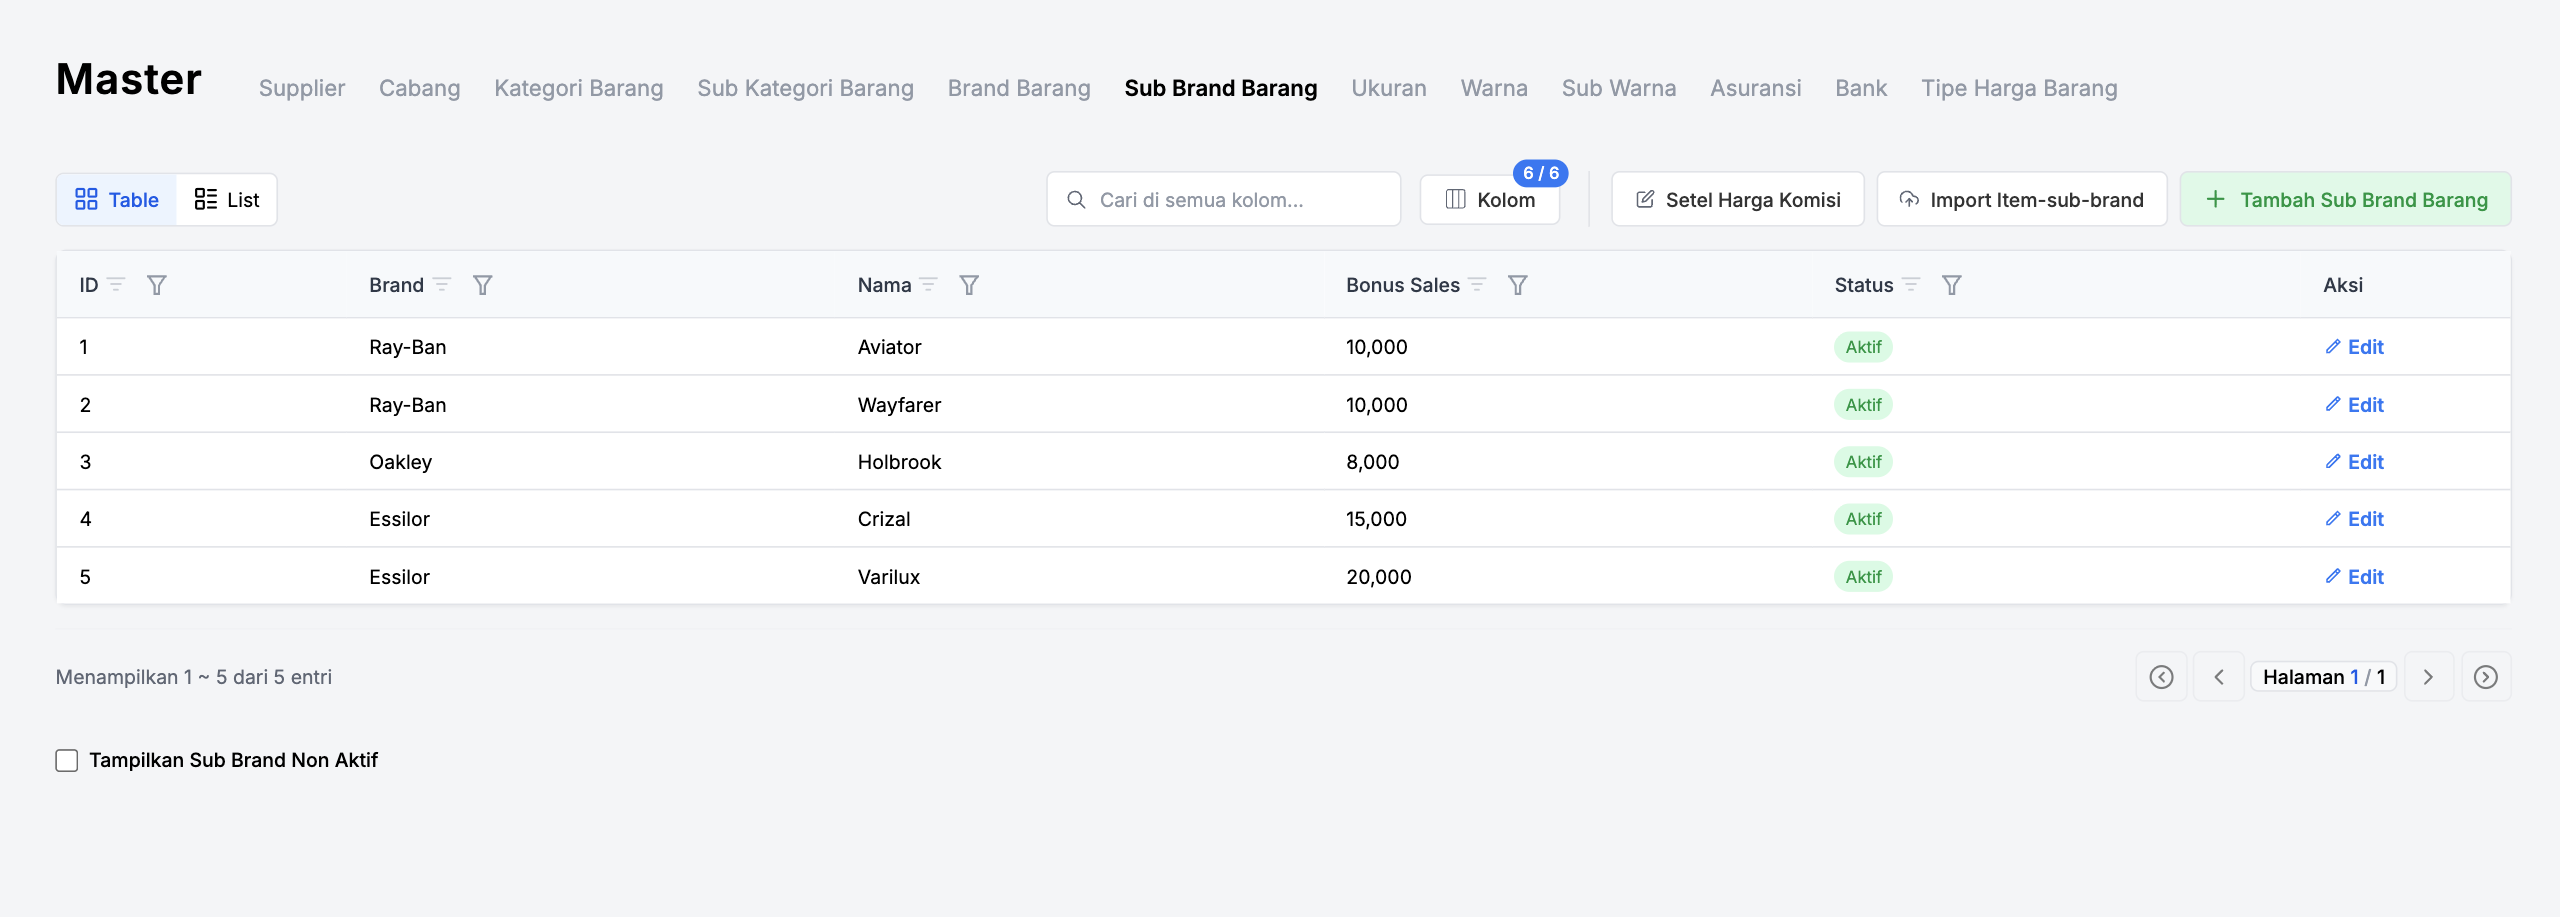 Master Supplier Cabang Kategori Barang Sub Kategori Barang Brand Barang Sub Brand Barang Ukuran Warna Sub Warna Asuransi Bank Tipe Harga Barang
Table List Cari di semua kolom... Kolom 6 / 6 Setel Harga Komisi Import Item-sub-brand Tambah Sub Brand Barang
ID Brand Nama Bonus Sales Status Aksi
1 Ray-Ban Aviator 10,000 Aktif Edit
2 Ray-Ban Wayfarer 10,000 Aktif Edit
3 Oakley Holbrook 8,000 Aktif Edit
4 Essilor Crizal 15,000 Aktif Edit
5 Essilor Varilux 20,000 Aktif Edit
Menampilkan 1 ~ 5 dari 5 entri Halaman 1 / 1
Tampilkan Sub Brand Non Aktif